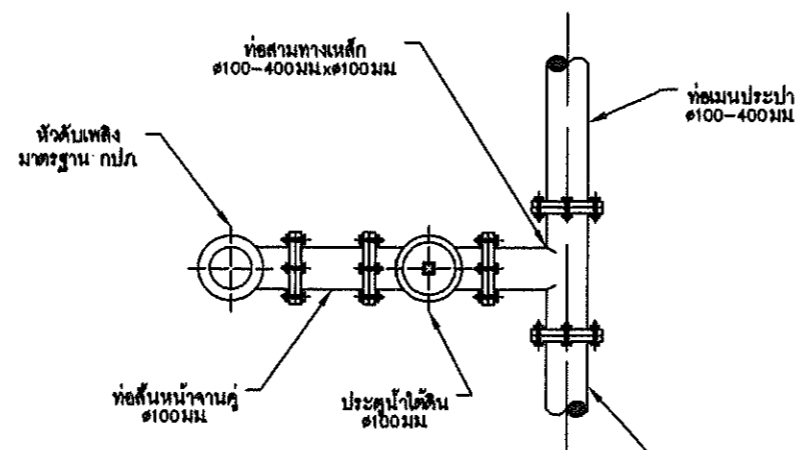 ท่อสามทางเหล็ก
ø100-400มม.xø100มม.
ท่อเมนประปา
ø100-400มม.
หัวดับเพลิง
มาตรฐาน กปภ.
ท่อสั้นหน้าจานคู่
ø100มม.
ประตูน้ำใต้ดิน
ø100มม.